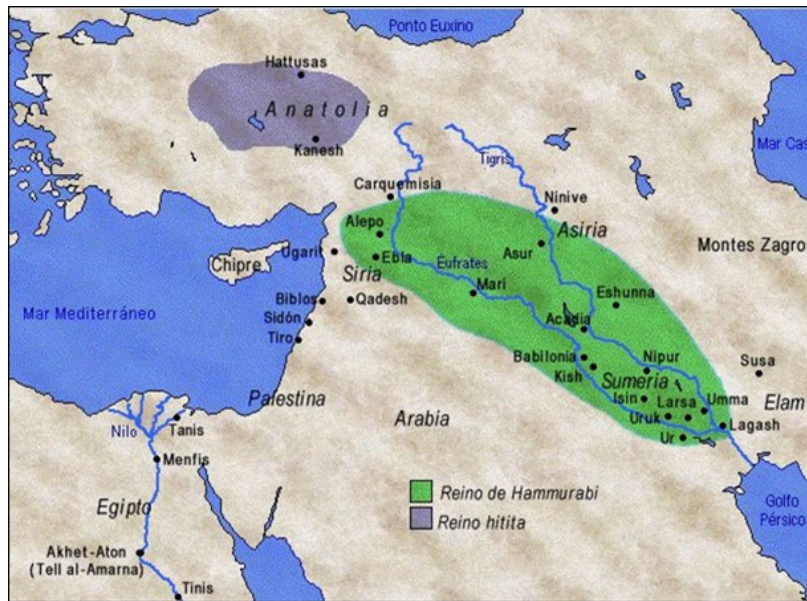 Ponto Euxino
Hattusas
Anatolia
Kanesh
Mar Cas
Tigris
Carquemisia
Nínive
Alepo
Asiria
Asur
Montes Zagros
Ugarit
Chipre
Ebla
Siria
Éufrates
Mari
Eshunna
Biblos
Qadesh
Mar Mediterráneo
Sidón
Acadia
Tiro
Babilonia
Nipur
Kish
Sumeria
Susa
Palestina
Isin
Larsa
Umma
Elam
Uruk
Lagash
Arabia
Nilo
Tanis
Ur
Menfis
Golfo
Pérsico
Egipto
Reino de Hammurabi
Reino hitita
Akhet-Aton
(Tell al-Amarna)
Tinis